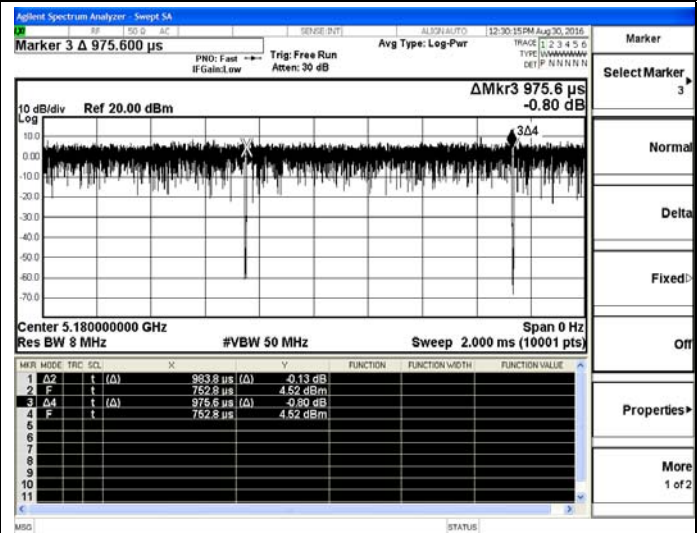 Agilent Spectrum Analyzer - Swept SA
RF 50 Ω AC SENSE:INT ALIGN AUTO 12:30:15 PM Aug 30, 2016
Marker 3 Δ 975.600 µs
PNO: Fast
IFGain:Low
Trig: Free Run
Atten: 30 dB
Avg Type: Log-Pwr
TRACE 1 2 3 4 5 6
TYPE WWWWWW
DET P N N N N N
ΔMkr3 975.6 µs
-0.80 dB
10 dB/div Ref 20.00 dBm
Log
10.0
0.00
-10.0
-20.0
-30.0
-40.0
-50.0
-60.0
-70.0
3Δ4
Center 5.180000000 GHz Span 0 Hz
Res BW 8 MHz #VBW 50 MHz Sweep 2.000 ms (10001 pts)
MKR MODE TRC SCL X Y FUNCTION FUNCTION WIDTH FUNCTION VALUE
1 Δ2 t (Δ) 983.8 µs (Δ) -0.13 dB
2 F t 752.8 µs 4.52 dBm
3 Δ4 t (Δ) 975.6 µs (Δ) -0.80 dB
4 F t 752.8 µs 4.52 dBm
5
6
7
8
9
10
11
MSG STATUS
Marker
Select Marker
3
Normal
Delta
Fixed
Off
Properties
More
1 of 2